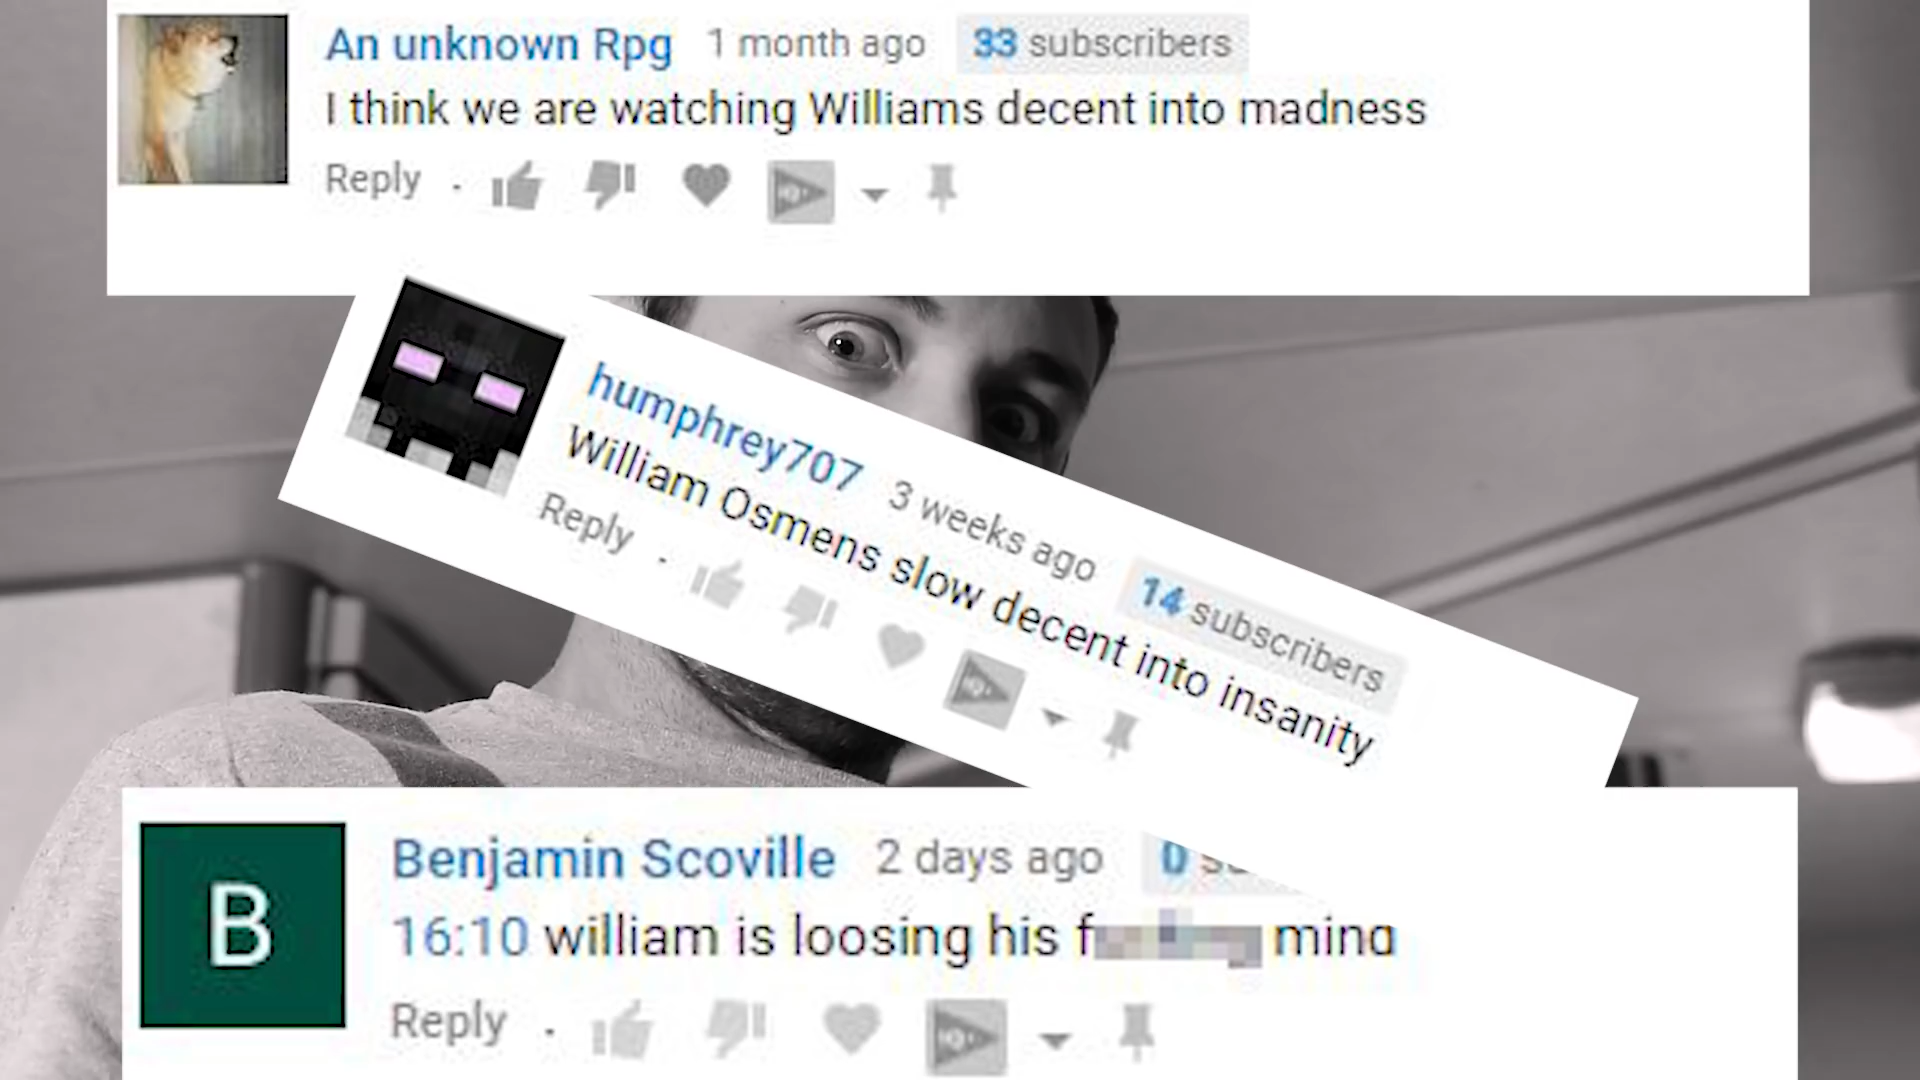 An unknown Rpg 1 month ago 33 subscribers
I think we are watching Williams decent into madness
Reply
humphrey707 3 weeks ago 14 subscribers
William Osmens slow decent into insanity
Reply
B
Benjamin Scoville 2 days ago 0
16:10 william is loosing his mind
Reply